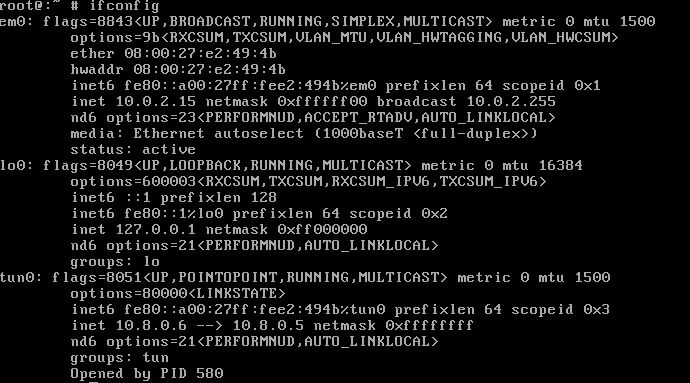 root@:~ # ifconfig
em0: flags=8843<UP,BROADCAST,RUNNING,SIMPLEX,MULTICAST> metric 0 mtu 1500
options=9b<RXCSUM,TXCSUM,VLAN_MTU,VLAN_HWTAGGING,VLAN_HWCSUM>
ether 08:00:27:e2:49:4b
hwaddr 08:00:27:e2:49:4b
inet6 fe80::a00:27ff:fee2:494b%em0 prefixlen 64 scopeid 0x1
inet 10.0.2.15 netmask 0xffffff00 broadcast 10.0.2.255
nd6 options=23<PERFORMNUD,ACCEPT_RTADV,AUTO_LINKLOCAL>
media: Ethernet autoselect (1000baseT <full-duplex>)
status: active
lo0: flags=8049<UP,LOOPBACK,RUNNING,MULTICAST> metric 0 mtu 16384
options=600003<RXCSUM,TXCSUM,RXCSUM_IPV6,TXCSUM_IPV6>
inet6 ::1 prefixlen 128
inet6 fe80::1%lo0 prefixlen 64 scopeid 0x2
inet 127.0.0.1 netmask 0xff000000
nd6 options=21<PERFORMNUD,AUTO_LINKLOCAL>
groups: lo
tun0: flags=8051<UP,POINTOPOINT,RUNNING,MULTICAST> metric 0 mtu 1500
options=80000<LINKSTATE>
inet6 fe80::a00:27ff:fee2:494b%tun0 prefixlen 64 scopeid 0x3
inet 10.8.0.6 --> 10.8.0.5 netmask 0xffffffff
nd6 options=21<PERFORMNUD,AUTO_LINKLOCAL>
groups: tun
Opened by PID 580